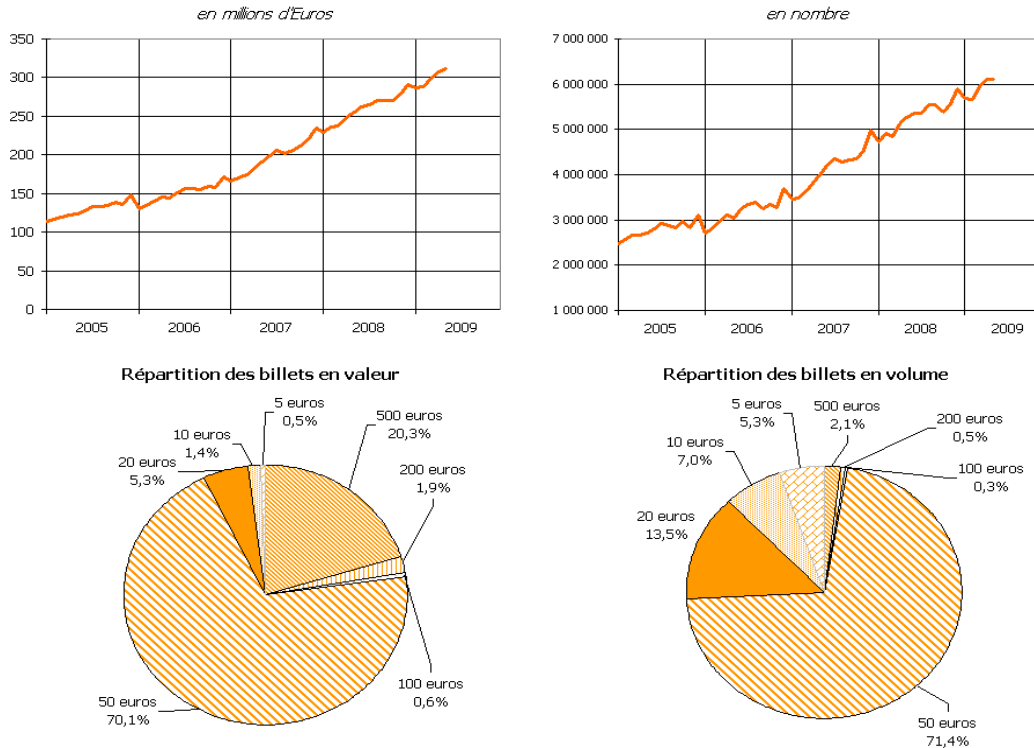 en millions d'Euros
350
300
250
200
150
100
50
0
2005 2006 2007 2008 2009
en nombre
7 000 000
6 000 000
5 000 000
4 000 000
3 000 000
2 000 000
1 000 000
2005 2006 2007 2008 2009
Répartition des billets en valeur
5 euros
0,5%
500 euros
20,3%
10 euros
1,4%
20 euros
5,3%
200 euros
1,9%
100 euros
0,6%
50 euros
70,1%
Répartition des billets en volume
5 euros
5,3%
500 euros
2,1%
200 euros
0,5%
10 euros
7,0%
100 euros
0,3%
20 euros
13,5%
50 euros
71,4%